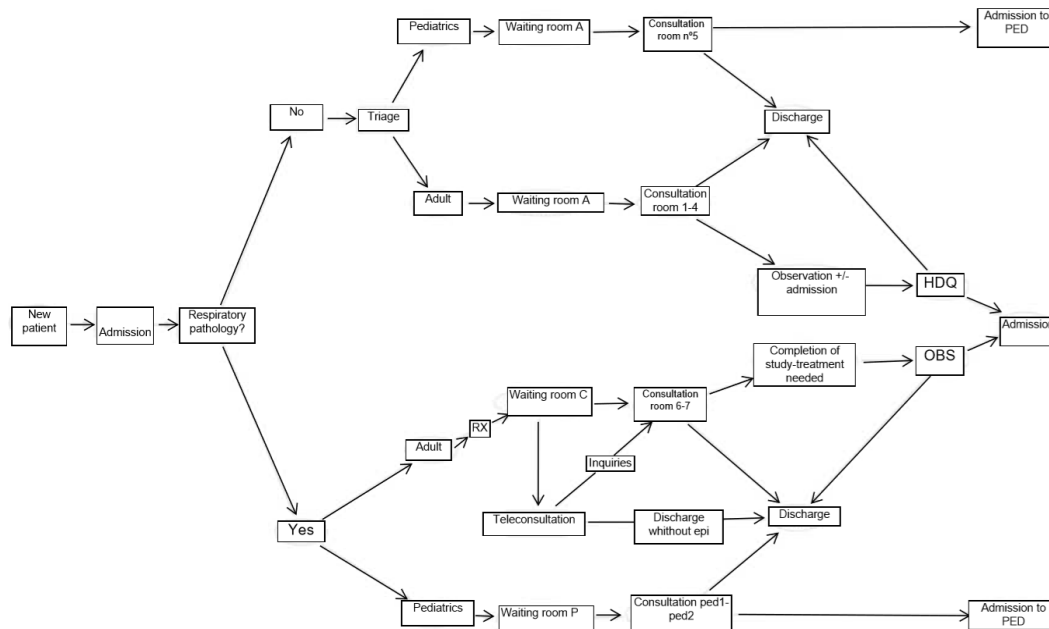 Pediatrics
Waiting room A
Consultation
room nº5
Admission to
PED
No
Triage
Discharge
Adult
Waiting room A
Consultation
room 1-4
Observation +/-
admission
HDQ
New
patient
Admission
Respiratory
pathology?
Admission
Completion of
study-treatment
needed
OBS
Waiting room C
Consultation
room 6-7
RX
Adult
Inquiries
Yes
Teleconsultation
Discharge
whithout epi
Discharge
Pediatrics
Waiting room P
Consultation ped1-
ped2
Admission to
PED